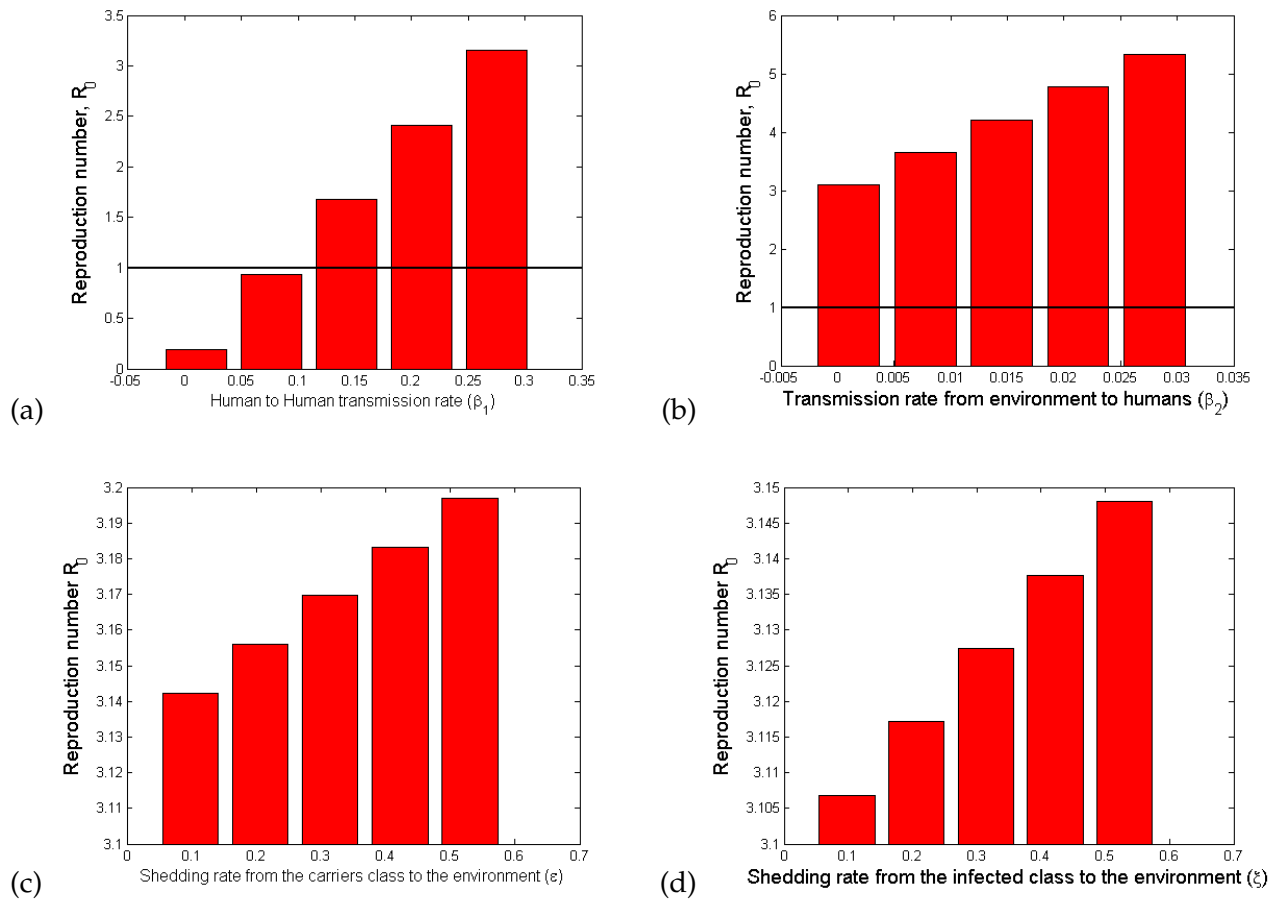 Reproduction number, R0
3.5
3
2.5
2
1.5
1
0.5
0
-0.05 0 0.05 0.1 0.15 0.2 0.25 0.3 0.35
Human to Human transmission rate (β1)
(a)
Reproduction number, R0
6
5
4
3
2
1
0
-0.005 0 0.005 0.01 0.015 0.02 0.025 0.03 0.035
Transmission rate from environment to humans (β2)
(b)
Reproduction number R0
3.2
3.19
3.18
3.17
3.16
3.15
3.14
3.13
3.12
3.11
3.1
0 0.1 0.2 0.3 0.4 0.5 0.6 0.7
Shedding rate from the carriers class to the environment (ε)
(c)
Reproduction number R0
3.15
3.145
3.14
3.135
3.13
3.125
3.12
3.115
3.11
3.105
3.1
0 0.1 0.2 0.3 0.4 0.5 0.6 0.7
Shedding rate from the infected class to the environment (ξ)
(d)